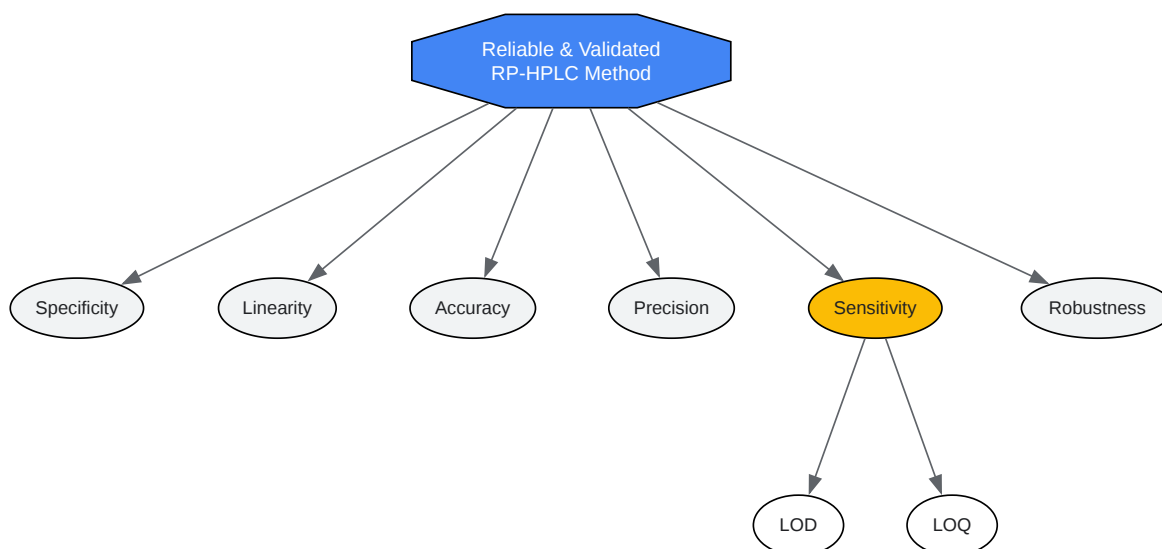 Reliable & Validated
RP-HPLC Method
Specificity
Linearity
Accuracy
Precision
Sensitivity
Robustness
LOD
LOQ